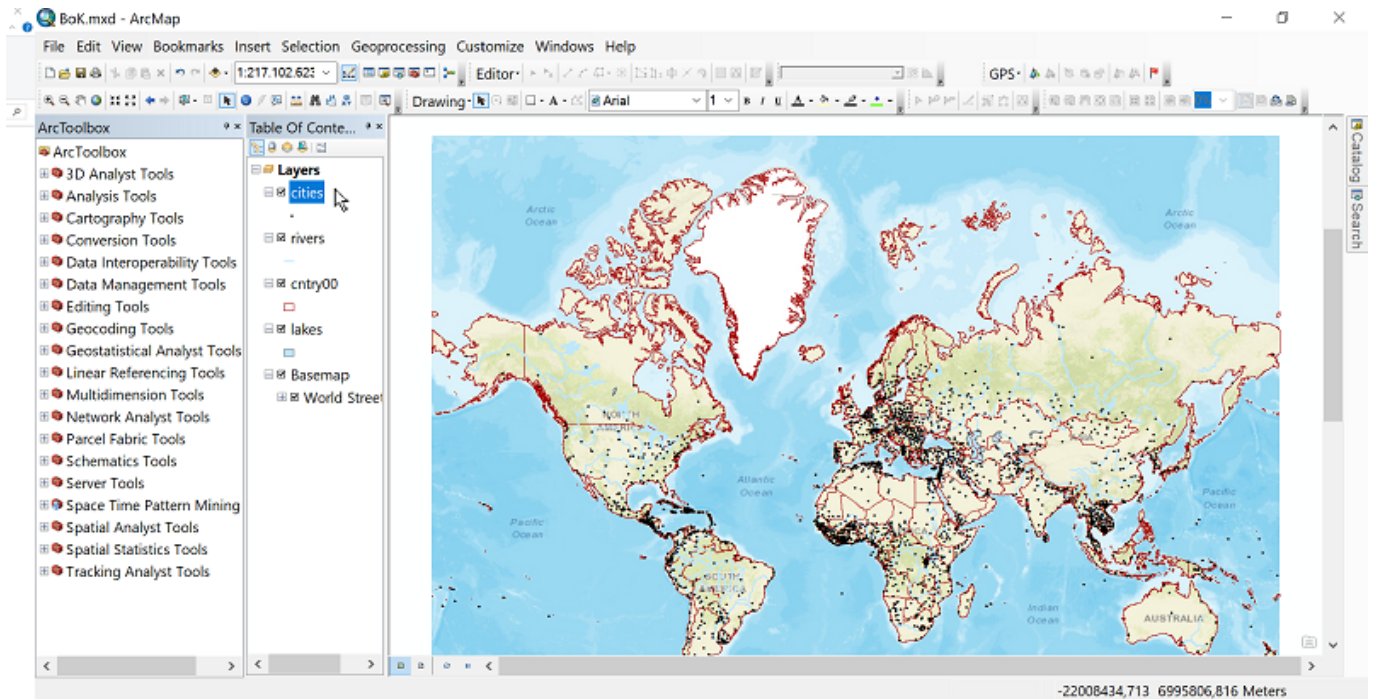 BoK.mxd - ArcMap
File Edit View Bookmarks Insert Selection Geoprocessing Customize Windows Help
1:217.102.623
Editor
GPS
Drawing
A
Arial
1
B I U A
ArcToolbox
ArcToolbox
3D Analyst Tools
Analysis Tools
Cartography Tools
Conversion Tools
Data Interoperability Tools
Data Management Tools
Editing Tools
Geocoding Tools
Geostatistical Analyst Tools
Linear Referencing Tools
Multidimension Tools
Network Analyst Tools
Parcel Fabric Tools
Schematics Tools
Server Tools
Space Time Pattern Mining
Spatial Analyst Tools
Spatial Statistics Tools
Tracking Analyst Tools
Table Of Conte...
Layers
cities
rivers
cntry00
lakes
Basemap
World Street
Arctic
Ocean
Arctic
Ocean
NORTH
AMERICA
Atlantic
Ocean
Pacific
Ocean
Pacific
Ocean
SOUTH
AMERICA
Indian
Ocean
AUSTRALIA
Catalog
Search
-22008434,713 6995806,816 Meters